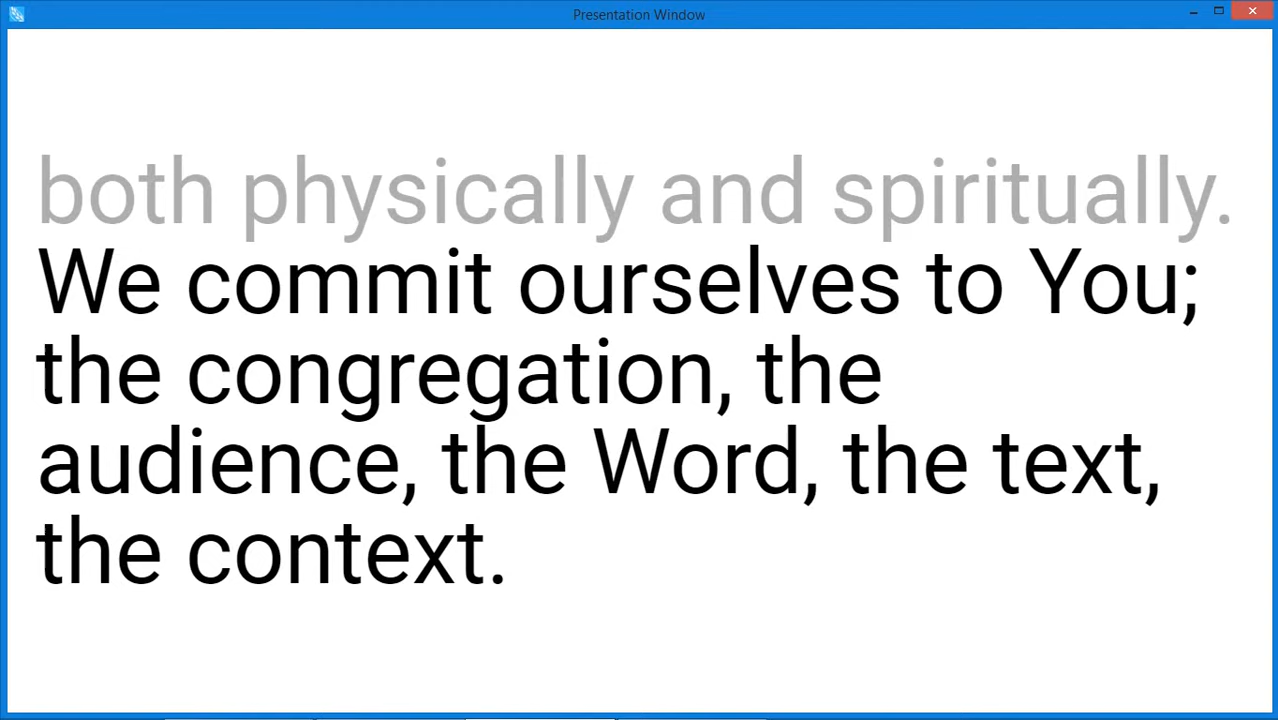 Presentation Window
both physically and spiritually.
We commit ourselves to You;
the congregation, the
audience, the Word, the text,
the context.